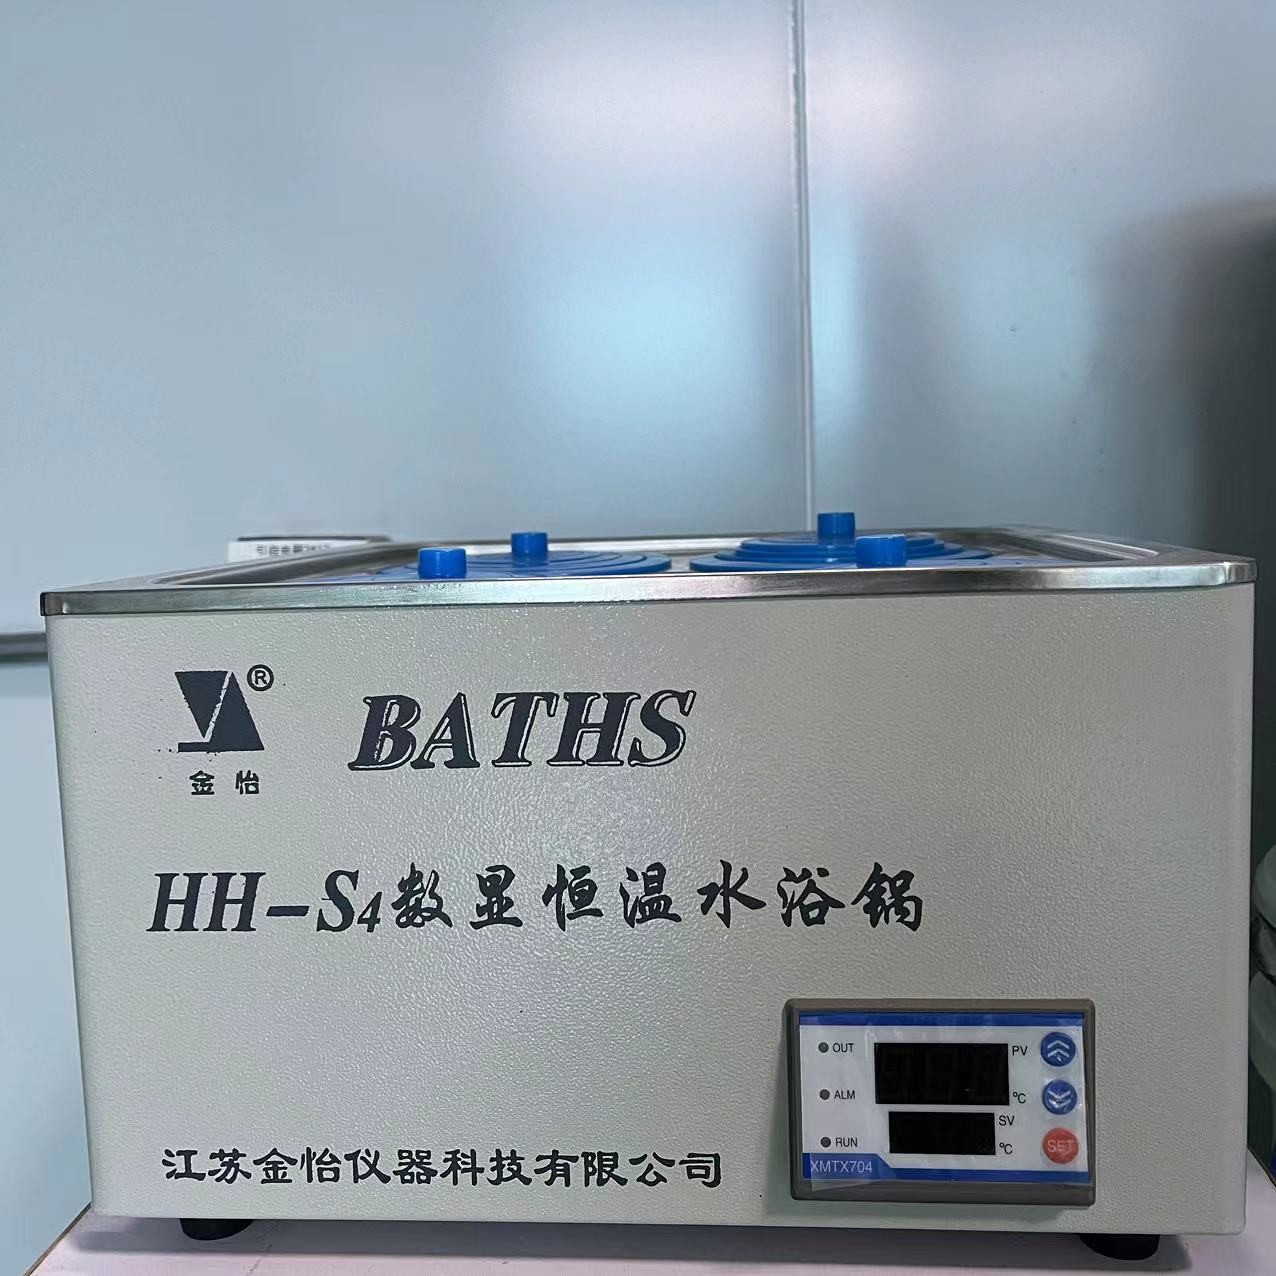 ®
金怡
BATHS
HH-S4数显恒温水浴锅
OUT
PV
ALM
℃
SV
RUN
℃
SET
XMTX704
江苏金怡仪器科技有限公司